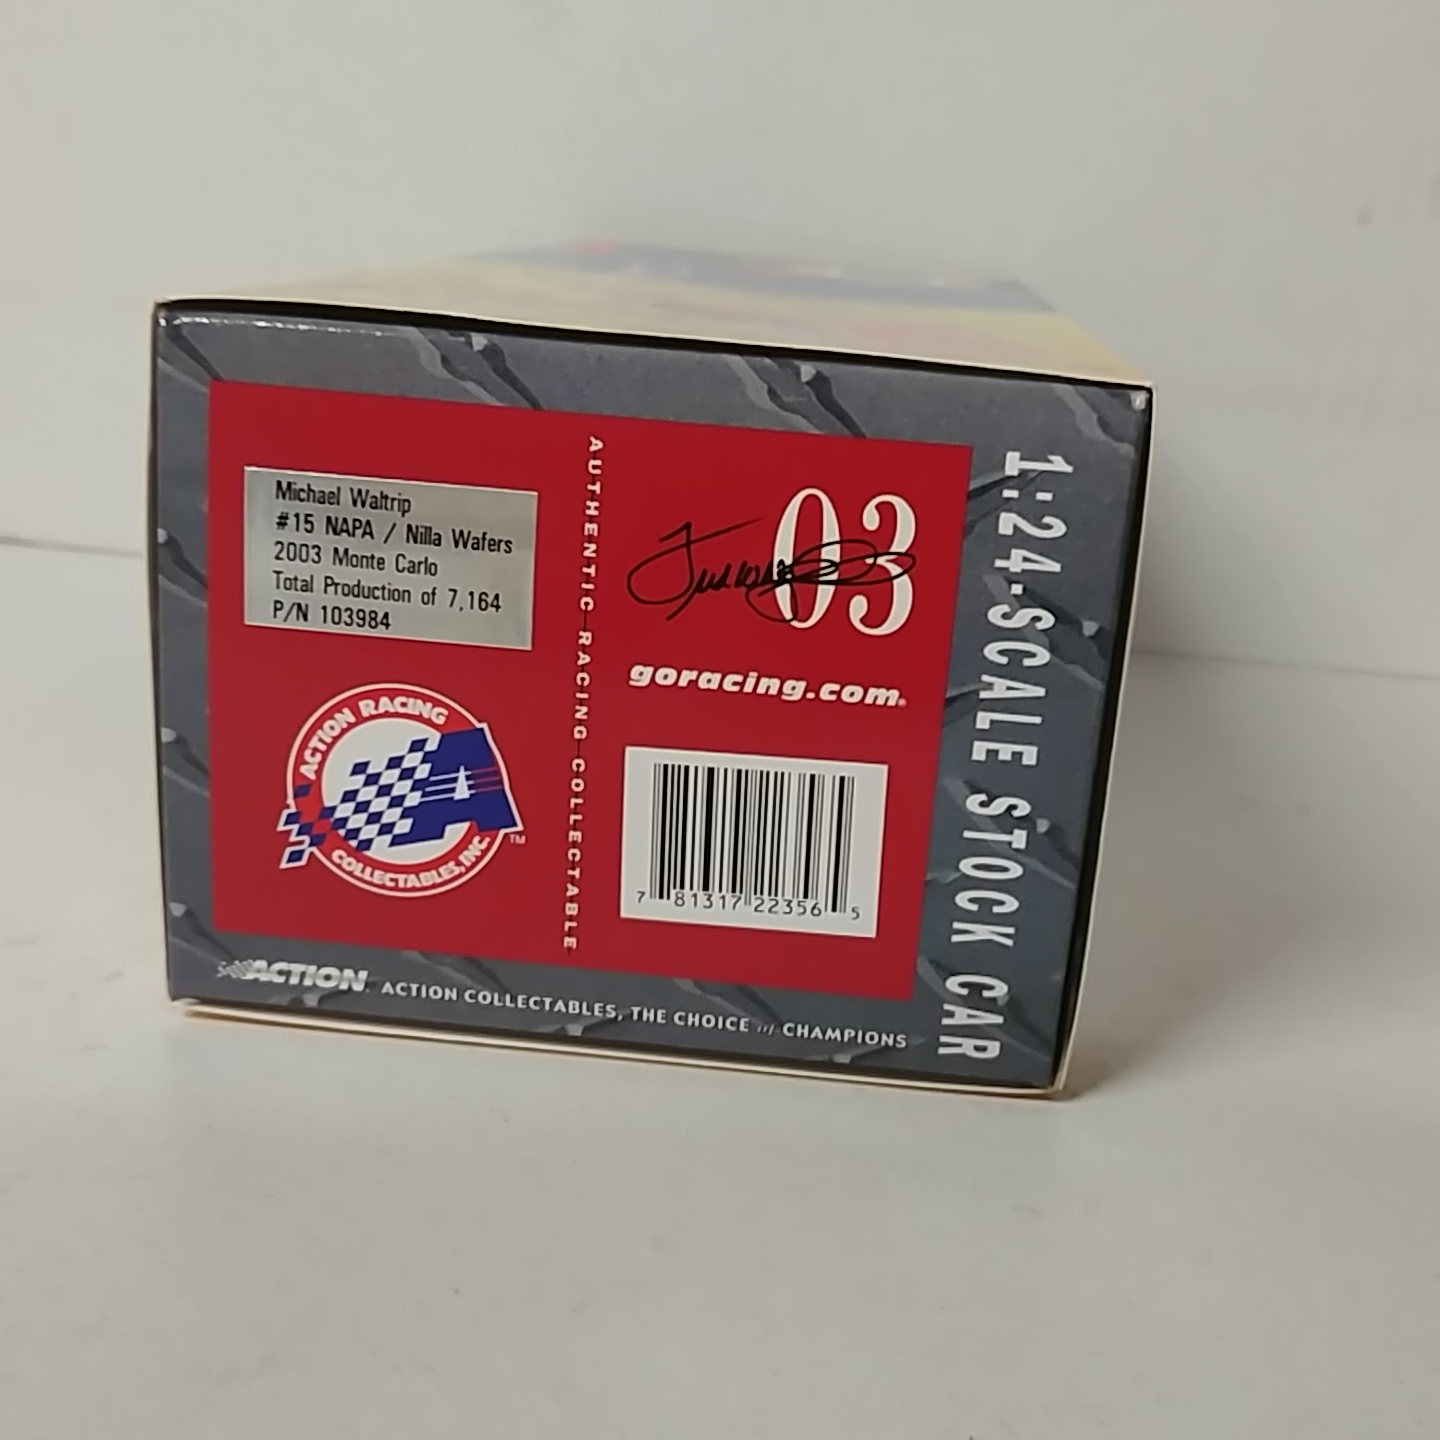 Michael Waltrip
#15 NAPA / Nilla Wafers
2003 Monte Carlo
Total Production of 7,164
P/N 103984
ACTION RACING
COLLECTABLES, INC.
TM
AUTHENTIC RACING COLLECTABLE
03
goracing.com
7 81317 22356 5
1:24-SCALE STOCK CAR
ACTION
ACTION COLLECTABLES, THE CHOICE of CHAMPIONS